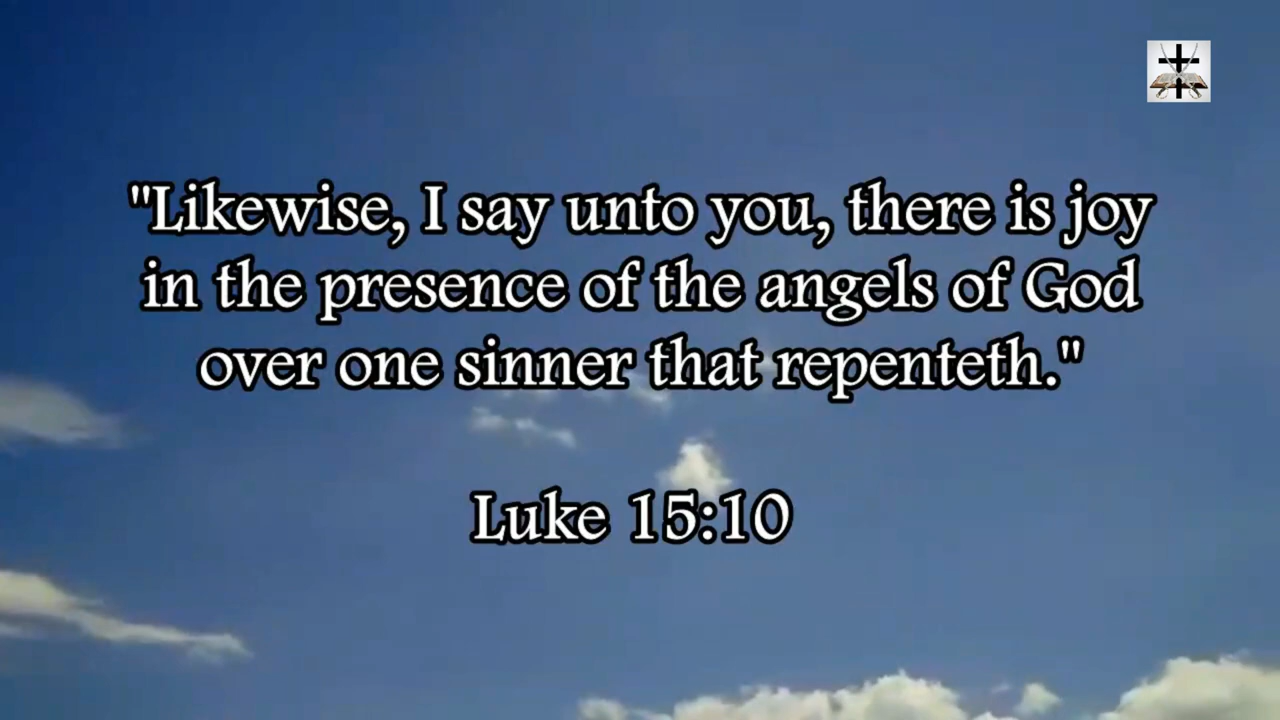 "Likewise, I say unto you, there is joy
in the presence of the angels of God
over one sinner that repenteth."
Luke 15:10